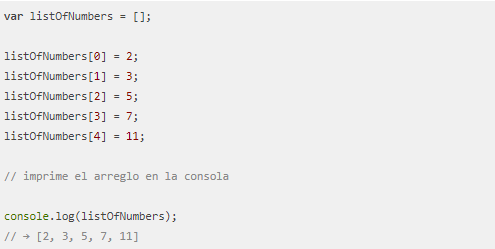 var listOfNumbers = [];
listOfNumbers[0] = 2;
listOfNumbers[1] = 3;
listOfNumbers[2] = 5;
listOfNumbers[3] = 7;
listOfNumbers[4] = 11;
// imprime el arreglo en la consola
console.log(listOfNumbers);
// → [2, 3, 5, 7, 11]